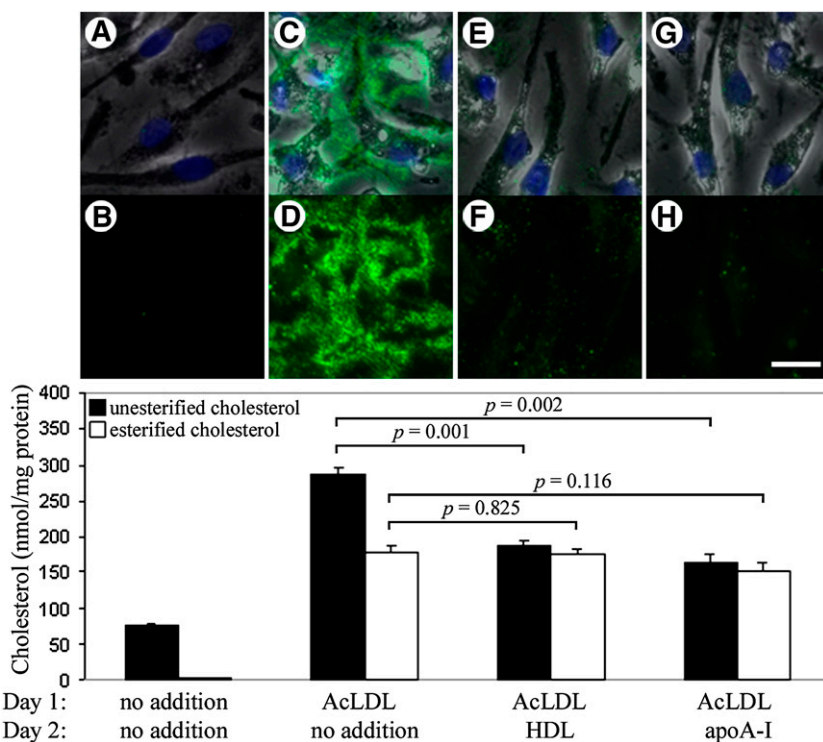 A C E G
B D F H
Cholesterol (nmol/mg protein)
400
350
300
250
200
150
100
50
0
unesterified cholesterol
esterified cholesterol
p = 0.002
p = 0.001
p = 0.116
p = 0.825
Day 1: no addition AcLDL AcLDL AcLDL
Day 2: no addition no addition HDL apoA-I